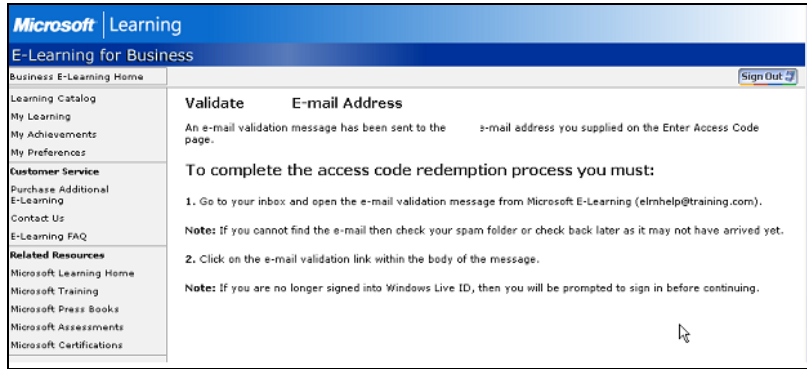 Microsoft | Learning
E-Learning for Business
Business E-Learning Home
Sign Out
Learning Catalog
My Learning
My Achievements
My Preferences
Customer Service
Purchase Additional
E-Learning
Contact Us
E-Learning FAQ
Related Resources
Microsoft Learning Home
Microsoft Training
Microsoft Press Books
Microsoft Assessments
Microsoft Certifications
Validate E-mail Address
An e-mail validation message has been sent to the e-mail address you supplied on the Enter Access Code
page.
To complete the access code redemption process you must:
1. Go to your inbox and open the e-mail validation message from Microsoft E-Learning (elrnhelp@training.com).
Note: If you cannot find the e-mail then check your spam folder or check back later as it may not have arrived yet.
2. Click on the e-mail validation link within the body of the message.
Note: If you are no longer signed into Windows Live ID, then you will be prompted to sign in before continuing.